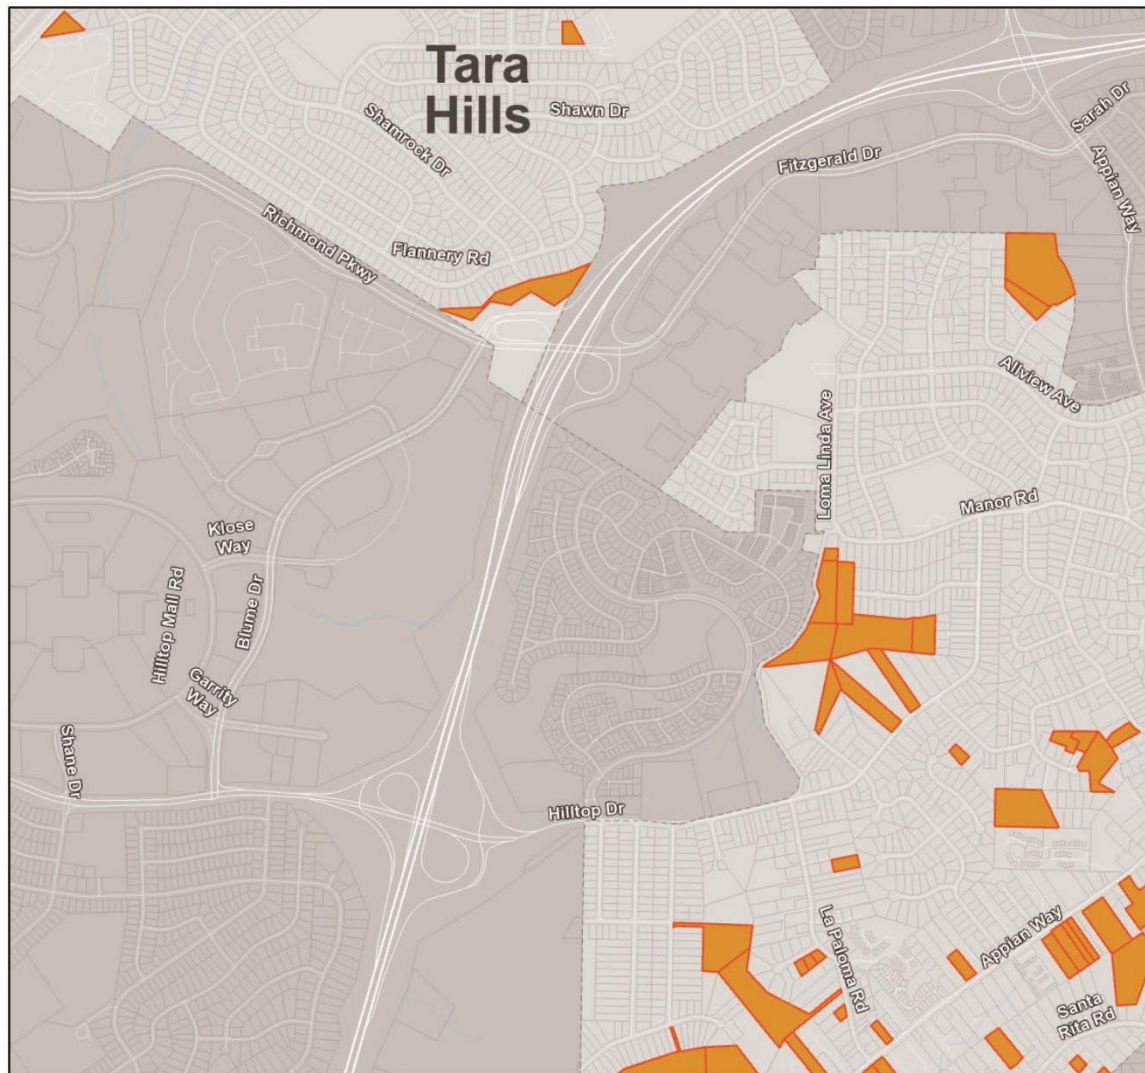 Tara
Hills
Shawn Dr
Shamrock Dr
Sarah Dr
Fitzgerald Dr
Appian Way
Richmond Pkwy
Flannery Rd
Allview Ave
Loma Linda Ave
Manor Rd
Klose
Way
Hilltop Mall Rd
Blume Dr
Garrity
Way
Shane Dr
Hilltop Dr
La Paloma Rd
Appian Way
Santa
Rita Rd